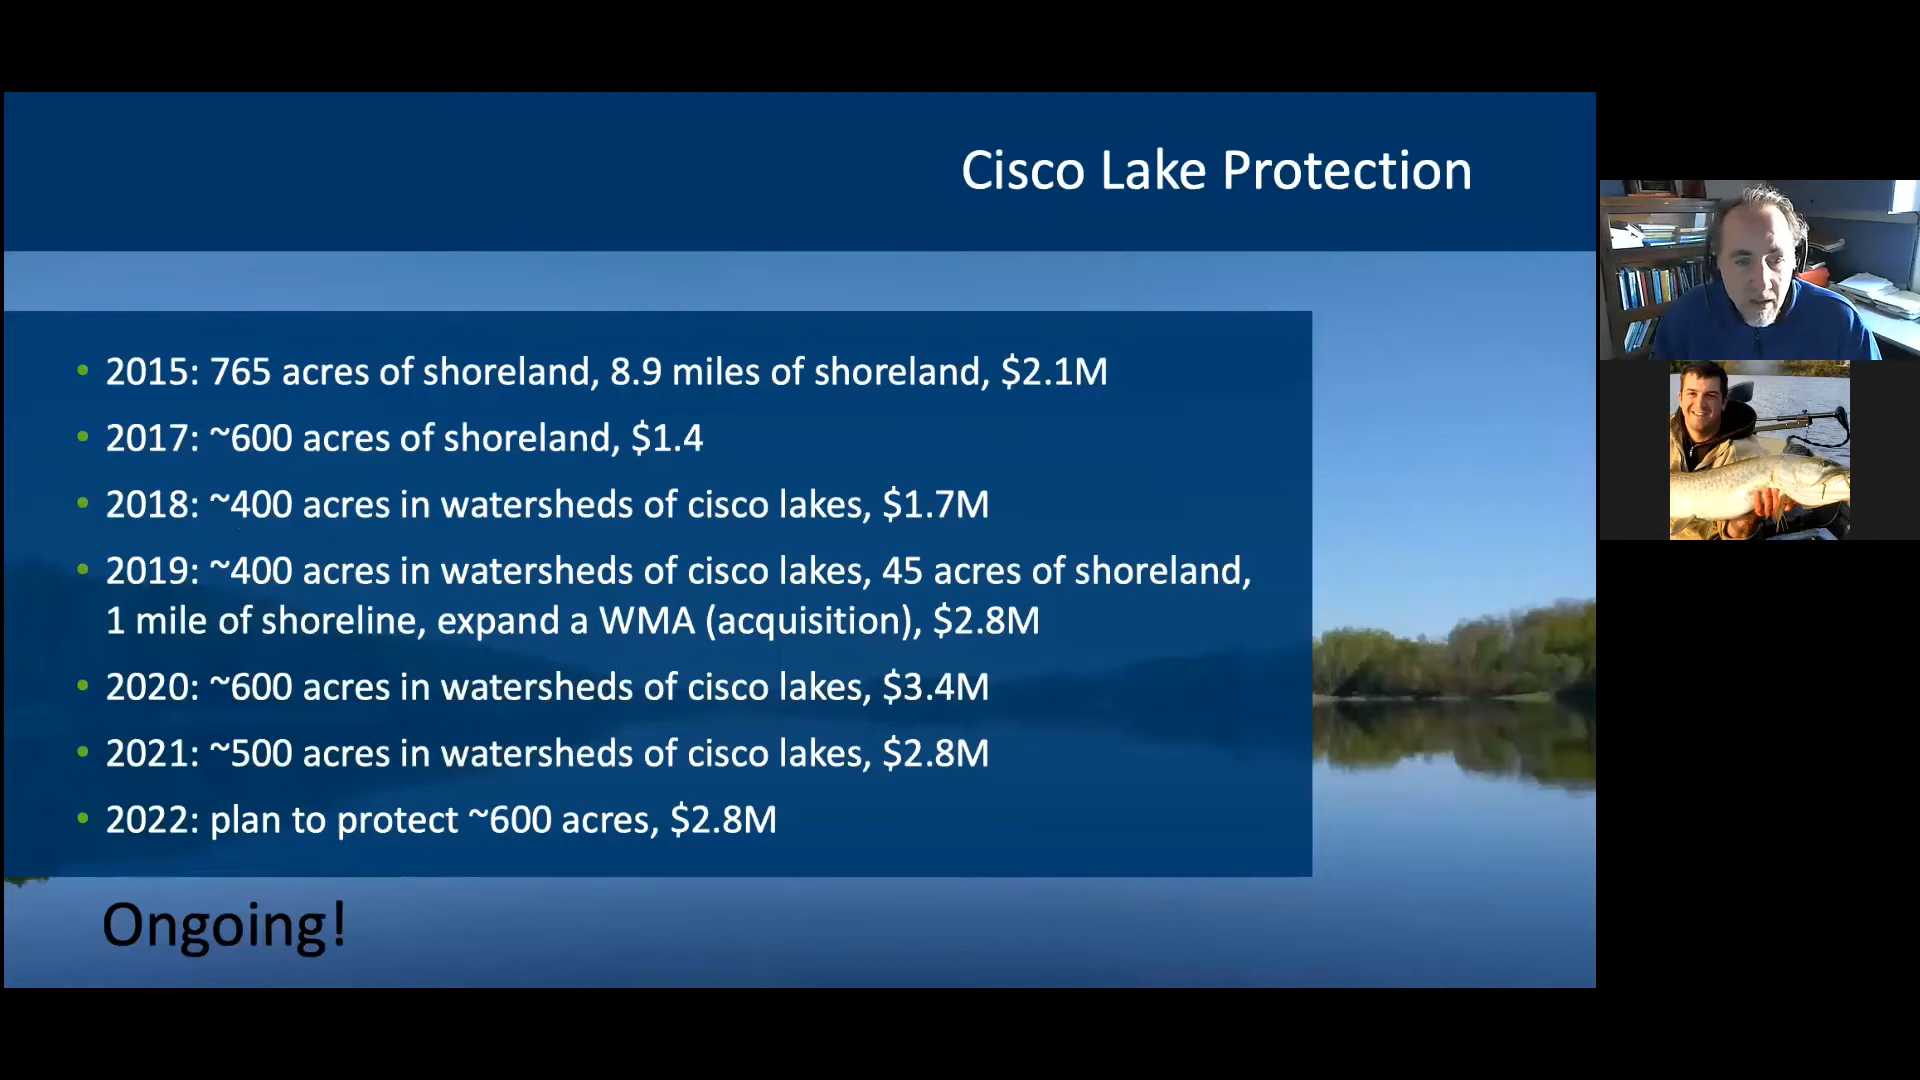 Cisco Lake Protection
• 2015: 765 acres of shoreland, 8.9 miles of shoreland, $2.1M
• 2017: ~600 acres of shoreland, $1.4
• 2018: ~400 acres in watersheds of cisco lakes, $1.7M
• 2019: ~400 acres in watersheds of cisco lakes, 45 acres of shoreland,
1 mile of shoreline, expand a WMA (acquisition), $2.8M
• 2020: ~600 acres in watersheds of cisco lakes, $3.4M
• 2021: ~500 acres in watersheds of cisco lakes, $2.8M
• 2022: plan to protect ~600 acres, $2.8M
Ongoing!